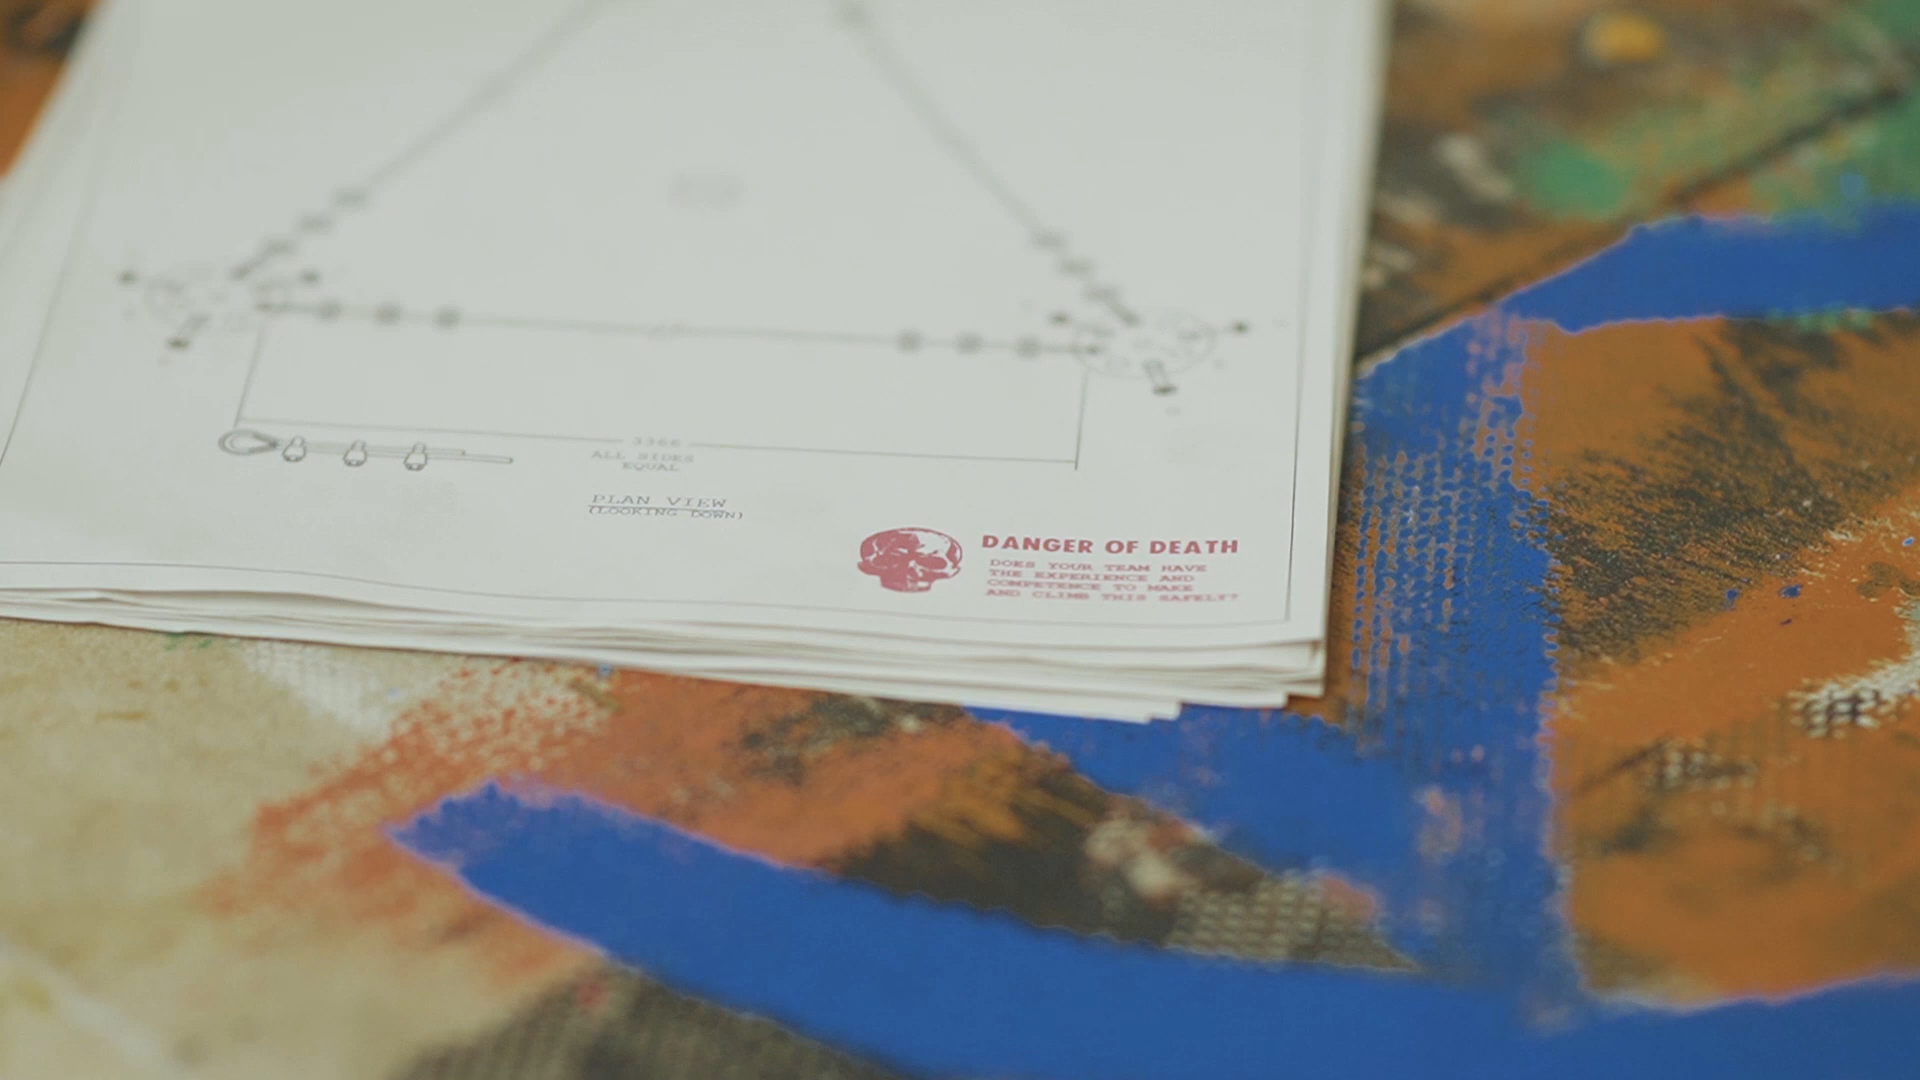 3366
ALL SIDES
EQUAL
PLAN VIEW
(LOOKING DOWN)
DANGER OF DEATH
DOES YOUR TEAM HAVE
THE EXPERIENCE AND
COMPETENCE TO MAKE
AND CLIMB THIS SAFELY?